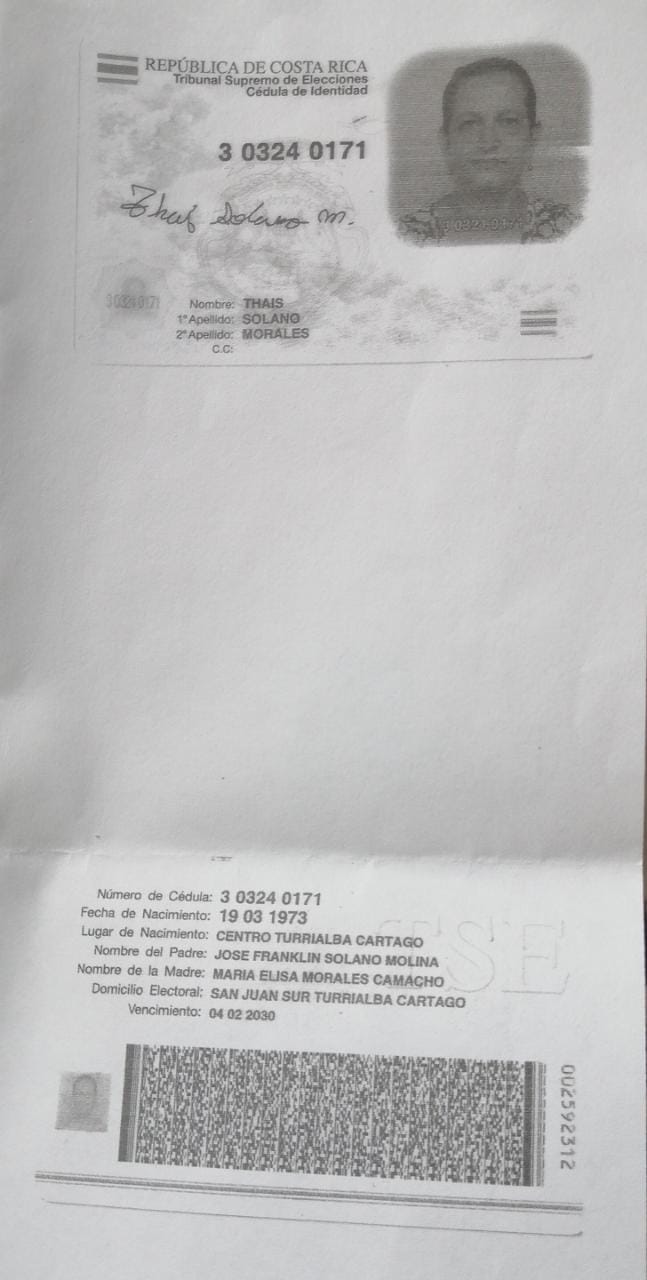 REPÚBLICA DE COSTA RICA
Tribunal Supremo de Elecciones
Cédula de Identidad
3 0324 0171
Thais Solano M.
3 0324 0171
3 0324 0171
Nombre: THAIS
1° Apellido: SOLANO
2° Apellido: MORALES
C.C:
Número de Cédula: 3 0324 0171
Fecha de Nacimiento: 19 03 1973
Lugar de Nacimiento: CENTRO TURRIALBA CARTAGO
Nombre del Padre: JOSE FRANKLIN SOLANO MOLINA
Nombre de la Madre: MARIA ELISA MORALES CAMACHO
Domicilio Electoral: SAN JUAN SUR TURRIALBA CARTAGO
Vencimiento: 04 02 2030
TSE
002592312